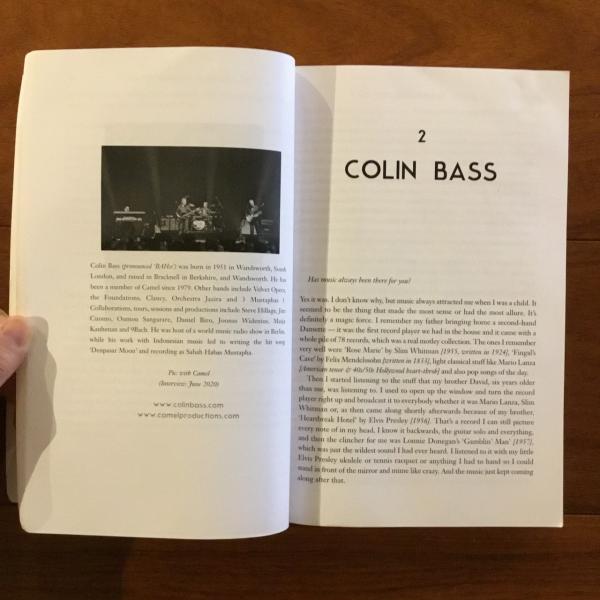 Colin Bass (pronounced 'BAHss') was born in 1951 in Wandsworth, South
London, and raised in Bracknell in Berkshire, and Wandsworth. He has
been a member of Camel since 1979. Other bands include Velvet Opera,
the Foundations, Clancy, Orchestra Jazira and 3 Mustaphas 3.
Collaborations, tours, sessions and productions include Steve Hillage, Jim
Cuomo, Oumou Sangarare, Daniel Biro, Joonas Widenius,
Kauhanan and 9Bach. He was host of a world music radio show in Berlin,
while his work with Indonesian music led to writing the hit song
'Denpasar Moon' and recording as Sabah Habas Mustapha.
Pic: with Camel
(Interview: June 2020)
www.colinbass.com
www.camelproductions.com
2
COLIN BASS
Has music always been there for you?
Yes it was. I don't know why, but music always attracted me when I was a child. It
seemed to be the thing that made the most sense or had the most allure. It's
definitely a magic force. I remember my father bringing home a second-hand
Dansette — it was the first record player we had in the house and it came with a
whole pile of 78 records, which was a real motley collection. The ones I remember
very well were 'Rose Marie' by Slim Whitman [1955, written in 1924], 'Fingal's
Cave' by Felix Mendelssohn [written in 1833], light classical stuff like Mario Lanza
[American tenor & 40s/50s Hollywood heart-throb] and also pop songs of the day.
Then I started listening to the stuff that my brother David, six years older
than me, was listening to. I used to open up the window and turn the record
player right up and broadcast it to everybody whether it was Mario Lanza, Slim
Whitman or, as then came along shortly afterwards because of my brother,
'Heartbreak Hotel' by Elvis Presley [1956]. That's a record I can still picture
every note of in my head. I know it backwards, the guitar solo and everything,
and then the clincher for me was Lonnie Donegan's 'Gamblin' Man' [1957],
which was just the wildest sound I had ever heard. I listened to it with my little
Elvis Presley ukulele or tennis racquet or anything I had to hand so I could
stand in front of the mirror and mime like crazy. And the music just kept coming
along after that.